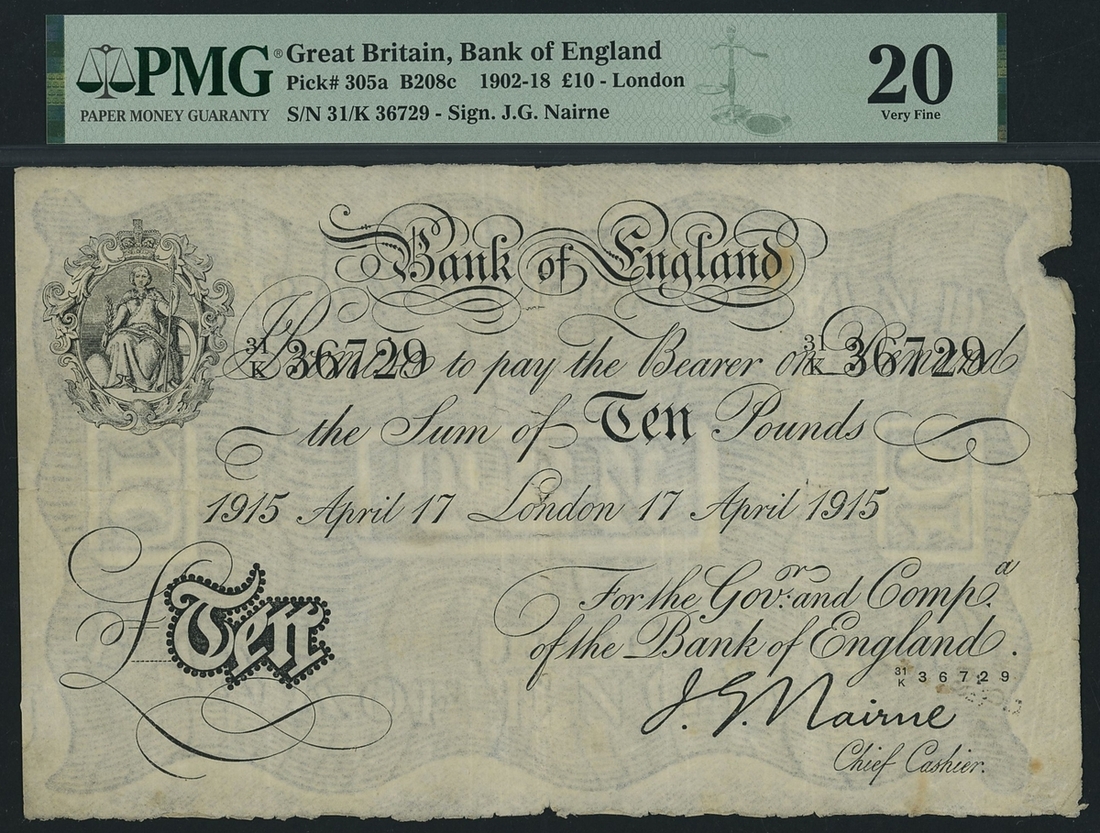 PMG®
PAPER MONEY GUARANTY
Great Britain, Bank of England
Pick# 305a B208c 1902-18 £10 - London
S/N 31/K 36729 - Sign. J.G. Nairne
20
Very Fine
Bank of England
31/K 36729 to pay the Bearer on 31/K 36729
the Sum of Ten Pounds
1915 April 17 London 17 April 1915
£Ten
For the Govr. and Compa.
of the Bank of England.
31/K 36729
J. G. Nairne
Chief Cashier.